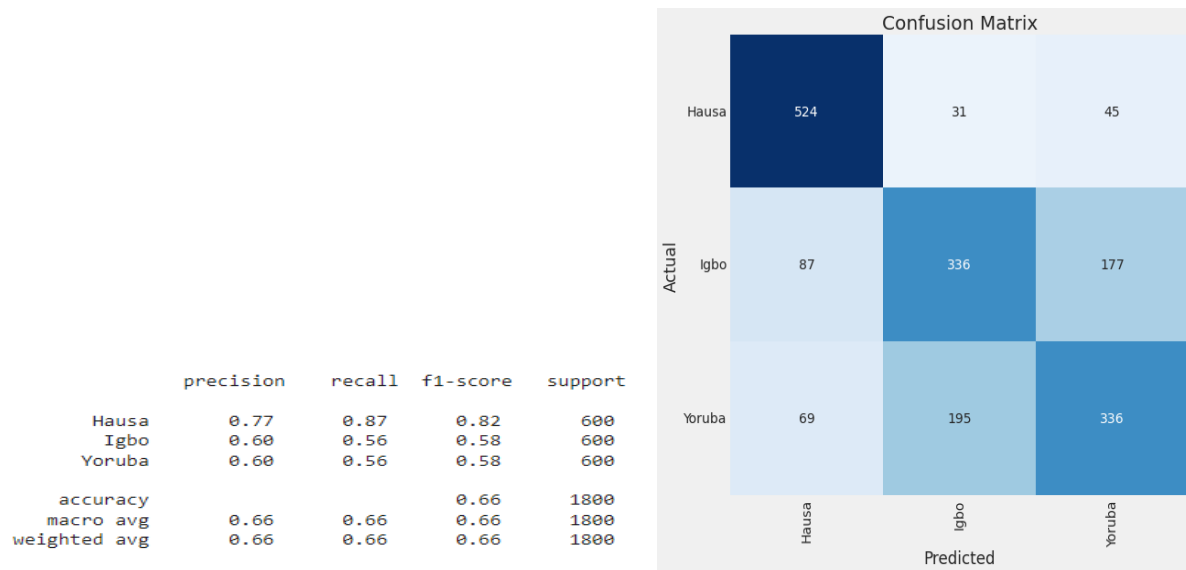 precision recall f1-score support
Hausa 0.77 0.87 0.82 600
Igbo 0.60 0.56 0.58 600
Yoruba 0.60 0.56 0.58 600
accuracy 0.66 1800
macro avg 0.66 0.66 0.66 1800
weighted avg 0.66 0.66 0.66 1800
Confusion Matrix
Actual
Hausa 524 31 45
Igbo 87 336 177
Yoruba 69 195 336
Hausa Igbo Yoruba
Predicted